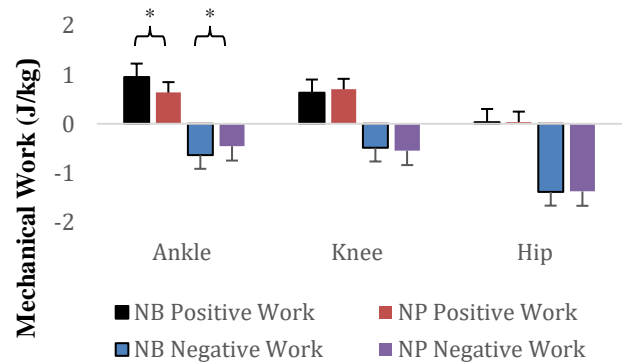 2
* *
1
0
-1
-2
Mechanical Work (J/kg)
Ankle Knee Hip
NB Positive Work NP Positive Work
NB Negative Work NP Negative Work